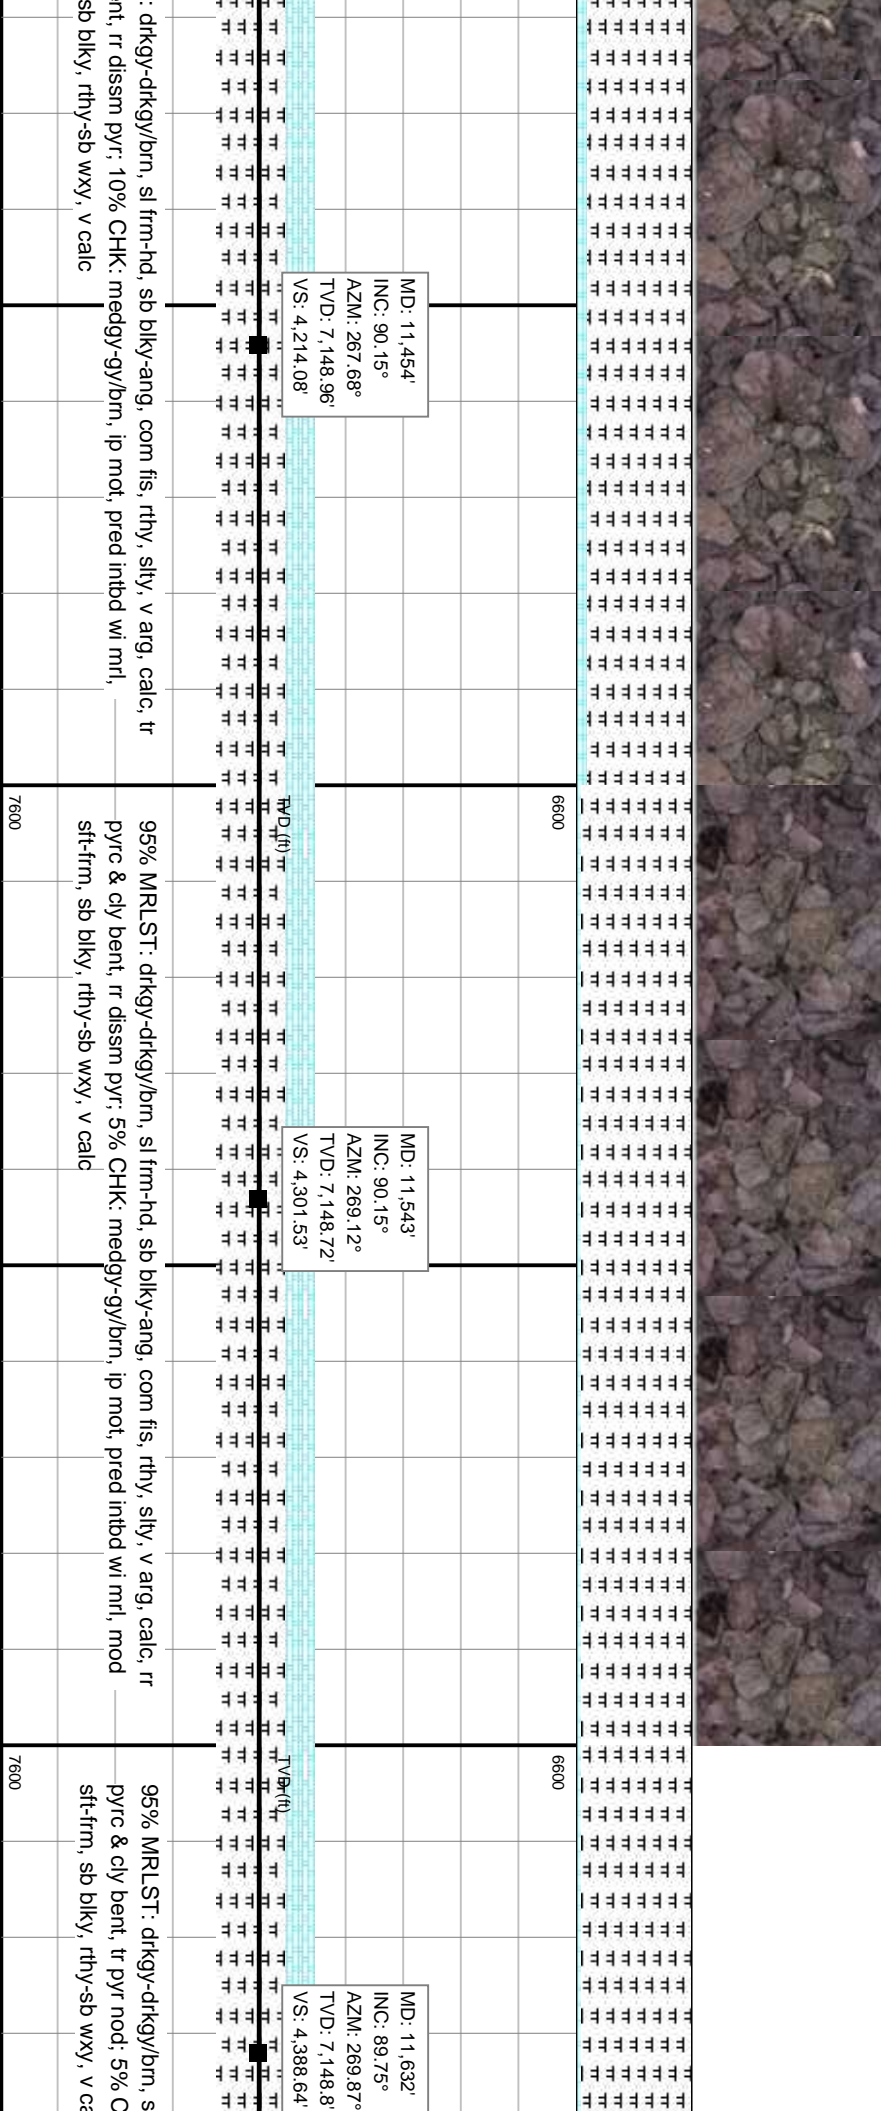 : drkgy-drkgy/brn, sl frm-hd, sb blky-ang, com fis, rthy, slty, v arg, calc, tr
nt, rr dissm pyr; 10% CHK: medgy-gy/brn, ip mot, pred intbd wi mrl,
sb blky, rthy-sb wxy, v calc
MD: 11,454'
INC: 90.15°
AZM: 267.68°
TVD: 7,148.96'
VS: 4,214.08'
6600
TVD (ft)
7600
95% MRLST: drkgy-drkgy/brn, sl frm-hd, sb blky-ang, com fis, rthy, slty, v arg, calc, rr
pyrc & cly bent, rr dissm pyr; 5% CHK: medgy-gy/brn, ip mot, pred intbd wi mrl, mod
sft-frm, sb blky, rthy-sb wxy, v calc
MD: 11,543'
INC: 90.15°
AZM: 269.12°
TVD: 7,148.72'
VS: 4,301.53'
6600
TVD (ft)
7600
95% MRLST: drkgy-drkgy/brn, s
pyrc & cly bent, tr pyr nod; 5% C
sft-frm, sb blky, rthy-sb wxy, v ca
MD: 11,632'
INC: 89.75°
AZM: 269.87°
TVD: 7,148.8'
VS: 4,388.64'